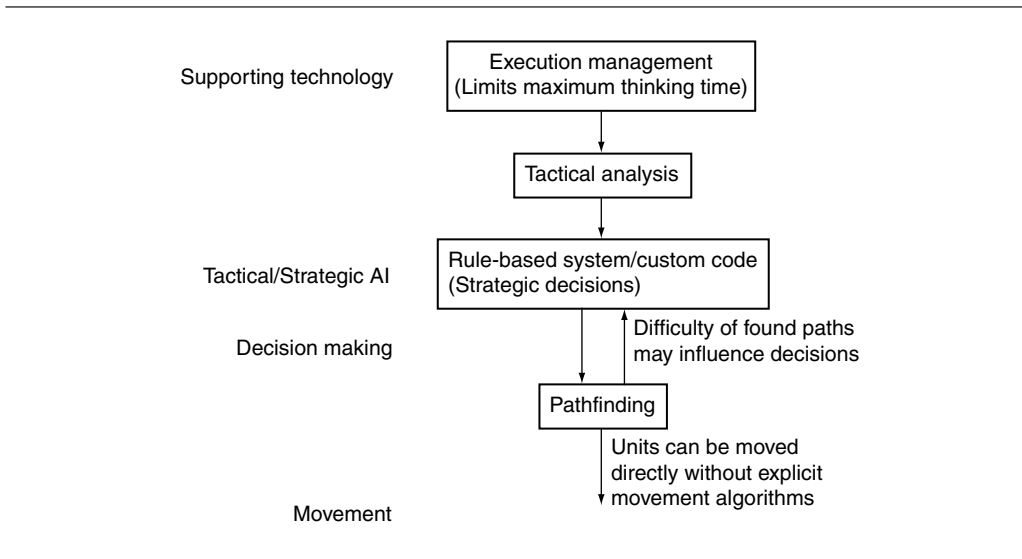 Supporting technology
Execution management
(Limits maximum thinking time)
Tactical analysis
Tactical/Strategic AI
Rule-based system/custom code
(Strategic decisions)
Decision making
Difficulty of found paths
may influence decisions
Pathfinding
Units can be moved
directly without explicit
movement algorithms
Movement